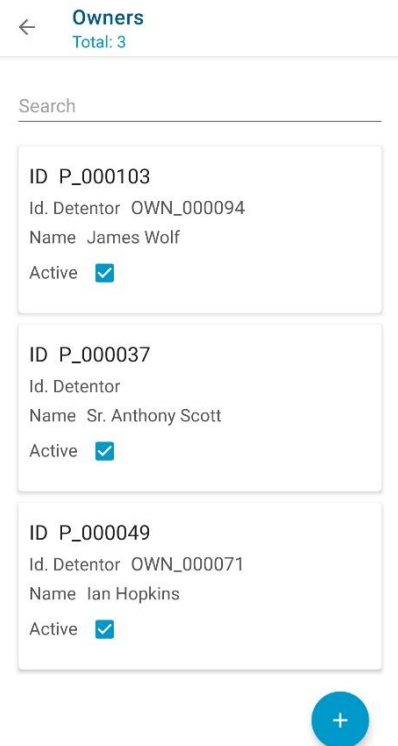 Owners
Total: 3
Search
ID P_000103
Id. Detentor OWN_000094
Name James Wolf
Active
ID P_000037
Id. Detentor
Name Sr. Anthony Scott
Active
ID P_000049
Id. Detentor OWN_000071
Name Ian Hopkins
Active
+